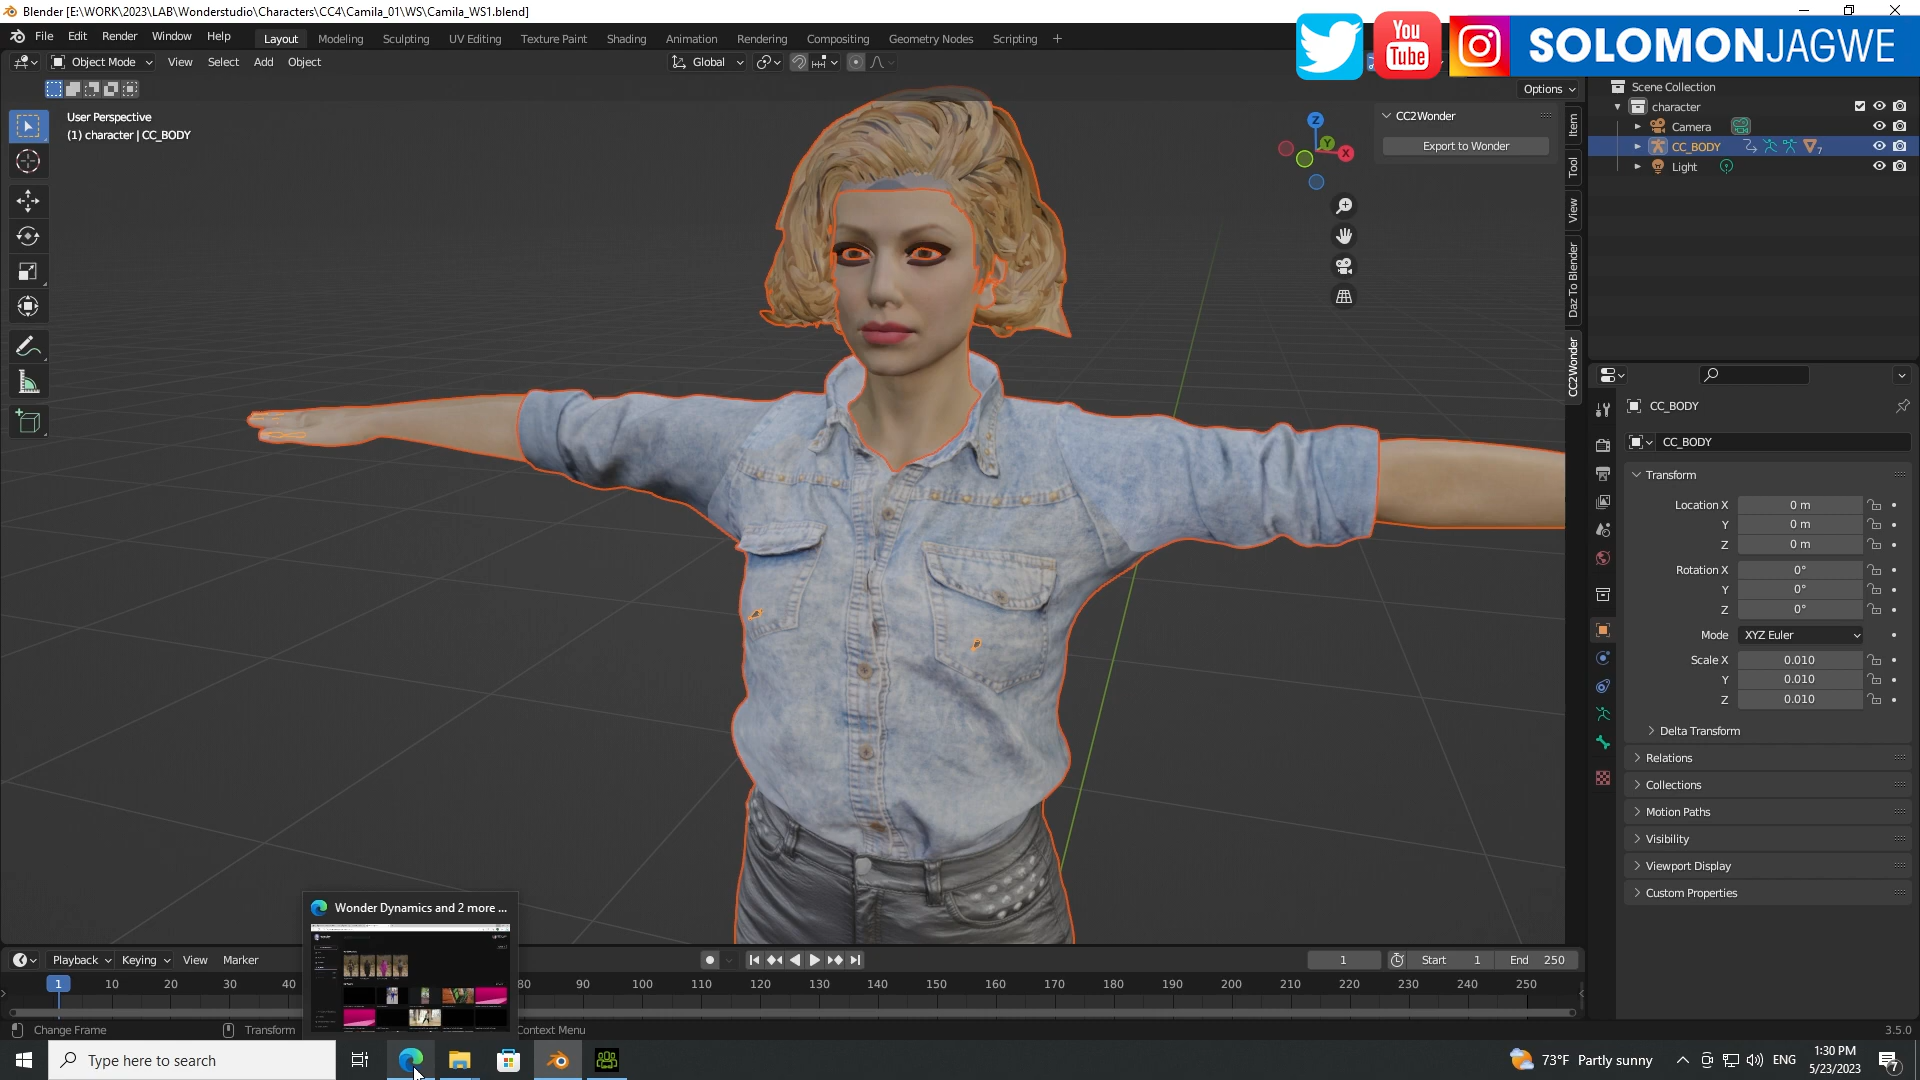 Blender [E:\WORK\2023\LAB\Wonderstudio\Characters\CC4\Camila_01\WS\Camila_WS1.blend]
File Edit Render Window Help Layout Modeling Sculpting UV Editing Texture Paint Shading Animation Rendering Compositing Geometry Nodes Scripting +
You Tube
SOLOMONJAGWE
Object Mode View Select Add Object Global
Options
User Perspective
(1) character | CC_BODY
Z
Y
X
CC2Wonder
Export to Wonder
Item
Tool
View
Daz To Blender
CC2Wonder
Scene Collection
character
Camera
CC_BODY 7
Light
CC_BODY
CC_BODY
Transform
Location X 0 m
Y 0 m
Z 0 m
Rotation X 0°
Y 0°
Z 0°
Mode XYZ Euler
Scale X 0.010
Y 0.010
Z 0.010
Delta Transform
Relations
Collections
Motion Paths
Visibility
Viewport Display
Custom Properties
Wonder Dynamics and 2 more ...
Playback Keying View Marker 1 Start 1 End 250
1 10 20 30 40 80 90 100 110 120 130 140 150 160 170 180 190 200 210 220 230 240 250
Change Frame Transform Context Menu 3.5.0
Type here to search
73°F Partly sunny ENG
1:30 PM
5/23/2023
7